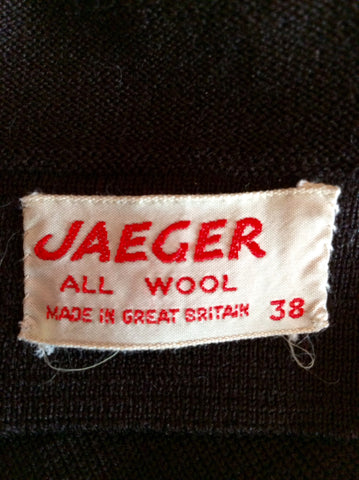 JAEGER
ALL WOOL
MADE IN GREAT BRITAIN 38